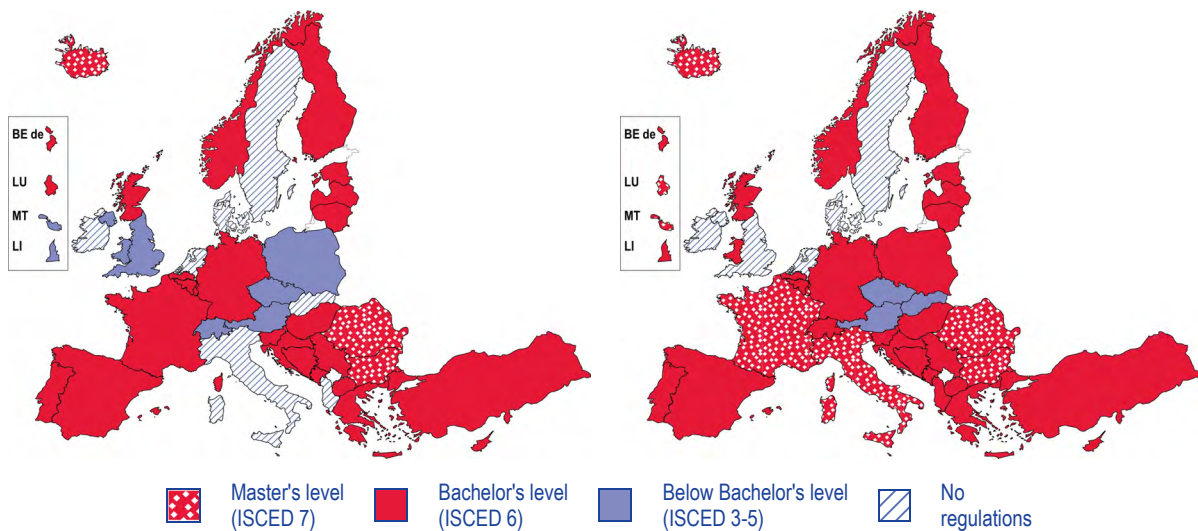 BE de
LU
MT
LI
BE de
LU
MT
LI
Master's level
(ISCED 7)
Bachelor's level
(ISCED 6)
Below Bachelor's level
(ISCED 3-5)
No
regulations